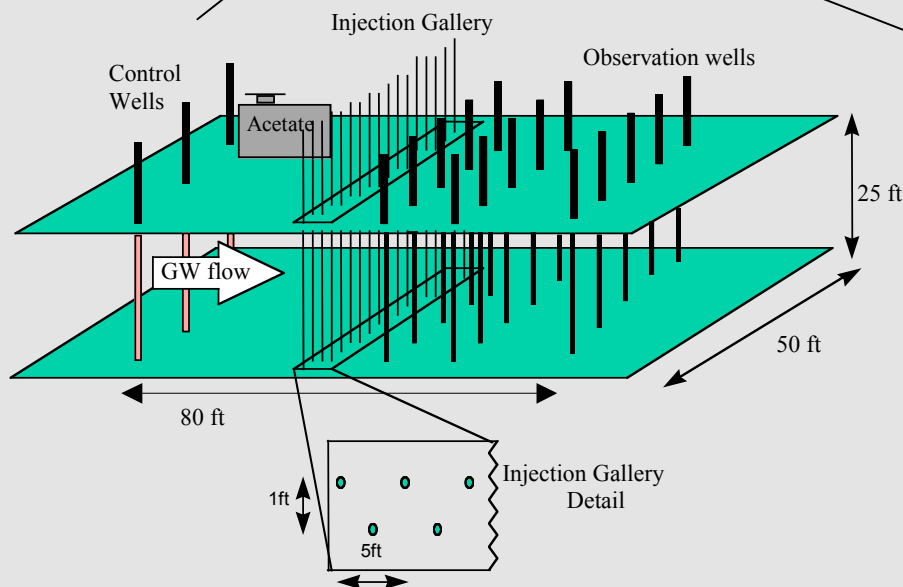 Injection Gallery
Observation wells
Control
Wells
Acetate
25 ft
GW flow
50 ft
80 ft
Injection Gallery
Detail
1ft
5ft